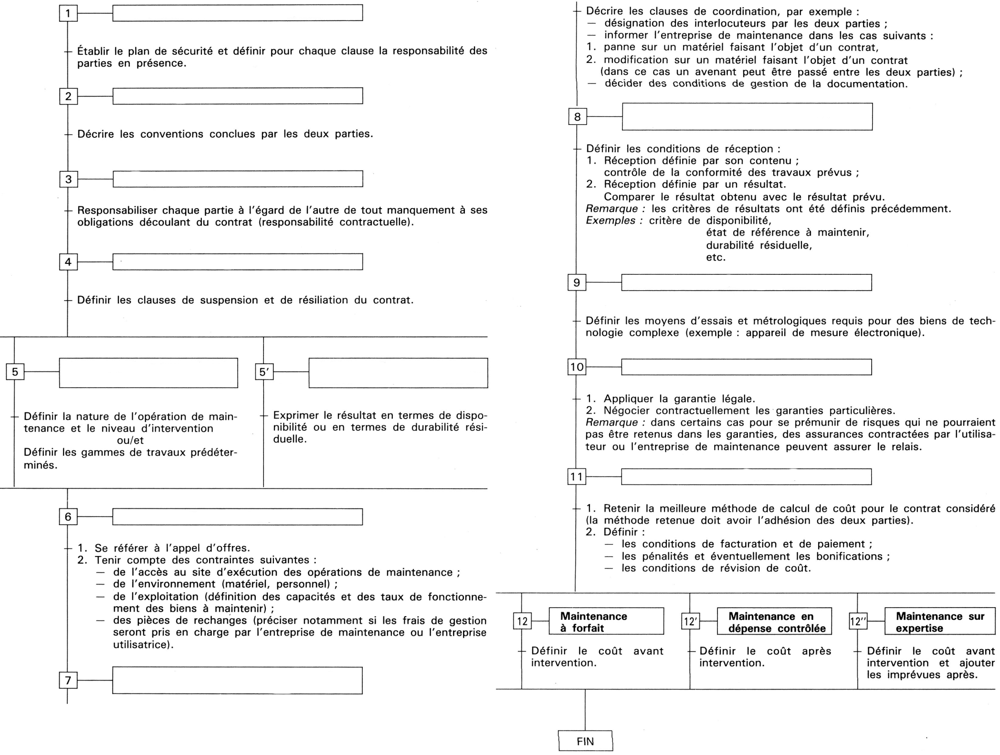 1
Établir le plan de sécurité et définir pour chaque clause la responsabilité des
parties en présence.
2
Décrire les conventions conclues par les deux parties.
3
Responsabiliser chaque partie à l'égard de l'autre de tout manquement à ses
obligations découlant du contrat (responsabilité contractuelle).
4
Définir les clauses de suspension et de résiliation du contrat.
5
Définir la nature de l'opération de main-
tenance et le niveau d'intervention
ou/et
Définir les gammes de travaux prédéter-
minés.
5'
Exprimer le résultat en termes de dispo-
nibilité ou en termes de durabilité rési-
duelle.
6
1. Se référer à l'appel d'offres.
2. Tenir compte des contraintes suivantes :
— de l'accès au site d'exécution des opérations de maintenance ;
— de l'environnement (matériel, personnel) ;
— de l'exploitation (définition des capacités et des taux de fonctionne-
ment des biens à maintenir) ;
— des pièces de rechanges (préciser notamment si les frais de gestion
seront pris en charge par l'entreprise de maintenance ou l'entreprise
utilisatrice).
7
Décrire les clauses de coordination, par exemple :
— désignation des interlocuteurs par les deux parties ;
— informer l'entreprise de maintenance dans les cas suivants :
1. panne sur un matériel faisant l'objet d'un contrat,
2. modification sur un matériel faisant l'objet d'un contrat
(dans ce cas un avenant peut être passé entre les deux parties) ;
— décider des conditions de gestion de la documentation.
8
Définir les conditions de réception :
1. Réception définie par son contenu ;
contrôle de la conformité des travaux prévus ;
2. Réception définie par un résultat.
Comparer le résultat obtenu avec le résultat prévu.
Remarque : les critères de résultats ont été définis précédemment.
Exemples : critère de disponibilité,
état de référence à maintenir,
durabilité résiduelle,
etc.
9
Définir les moyens d'essais et métrologiques requis pour des biens de tech-
nologie complexe (exemple : appareil de mesure électronique).
10
1. Appliquer la garantie légale.
2. Négocier contractuellement les garanties particulières.
Remarque : dans certains cas pour se prémunir de risques qui ne pourraient
pas être retenus dans les garanties, des assurances contractées par l'utilisa-
teur ou l'entreprise de maintenance peuvent assurer le relais.
11
1. Retenir la meilleure méthode de calcul de coût pour le contrat considéré
(la méthode retenue doit avoir l'adhésion des deux parties).
2. Définir :
— les conditions de facturation et de paiement ;
— les pénalités et éventuellement les bonifications ;
— les conditions de révision de coût.
12
Maintenance
à forfait
Définir le coût avant
intervention.
12'
Maintenance en
dépense contrôlée
Définir le coût après
intervention.
12''
Maintenance sur
expertise
Définir le coût avant
intervention et ajouter
les imprévues après.
FIN